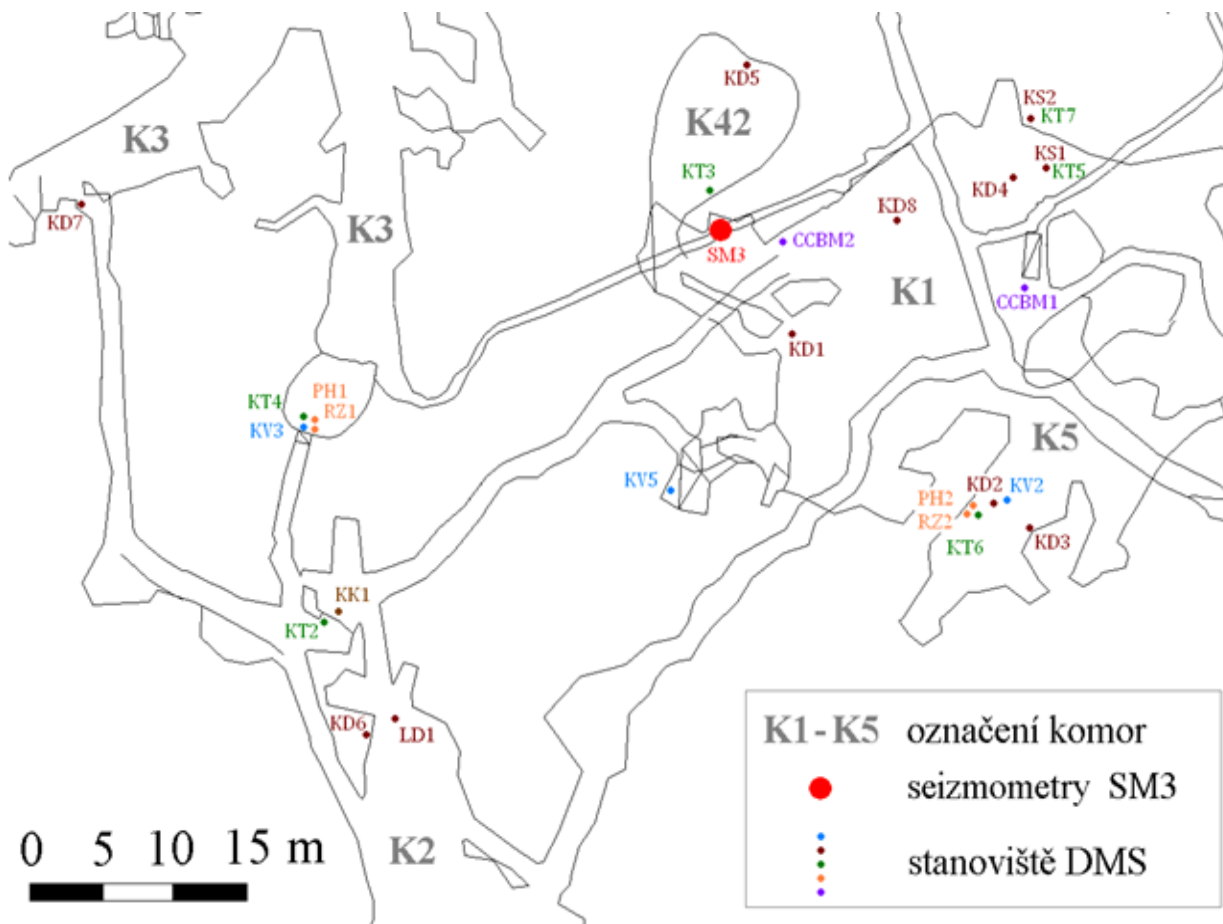 KD5
K42
KS2
KT7
K3
KT3
KS1
KT5
KD4
KD7
K3
KD8
CCBM2
SM3
K1
CCBM1
KD1
PH1
KT4
RZ1
KV3
K5
KV5
PH2
KD2
KV2
RZ2
KT6
KD3
KK1
KT2
KD6
LD1
K2
K1 - K5 označení komor
seizmometry SM3
stanoviště DMS
0 5 10 15 m